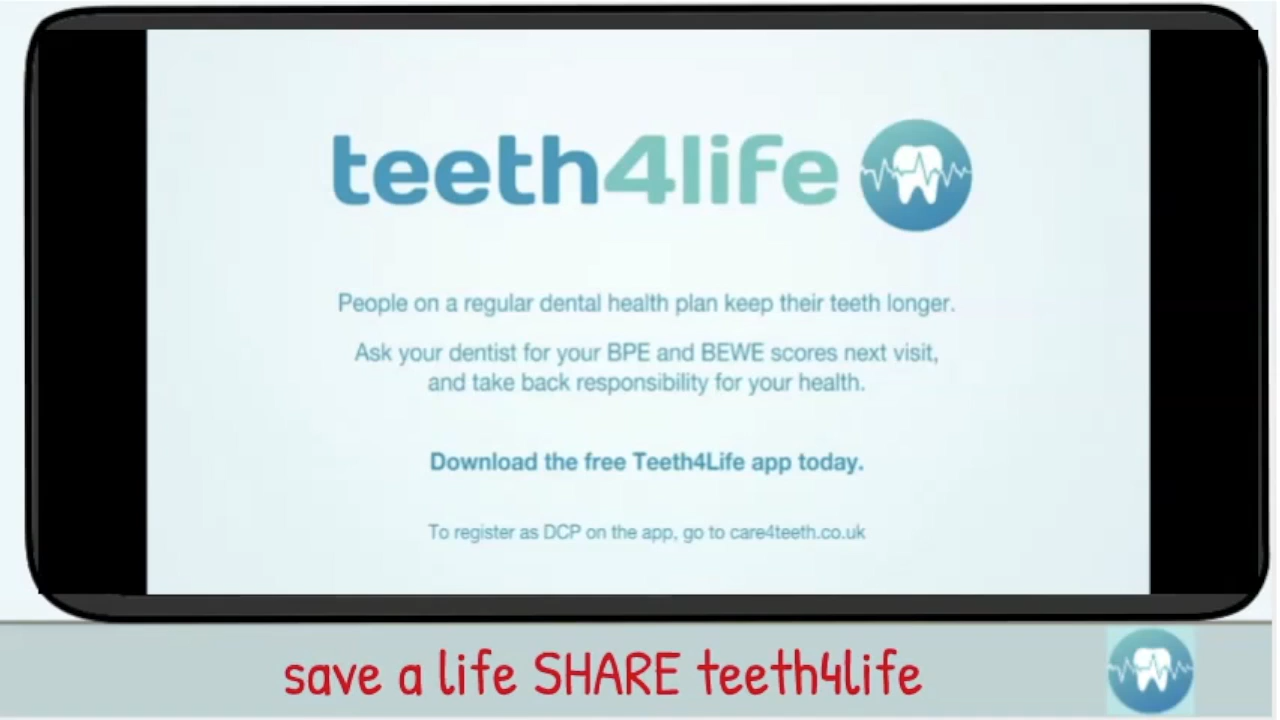 teeth4life
People on a regular dental health plan keep their teeth longer.
Ask your dentist for your BPE and BEWE scores next visit,
and take back responsibility for your health.
Download the free Teeth4Life app today.
To register as DCP on the app, go to care4teeth.co.uk
save a life SHARE teeth4life